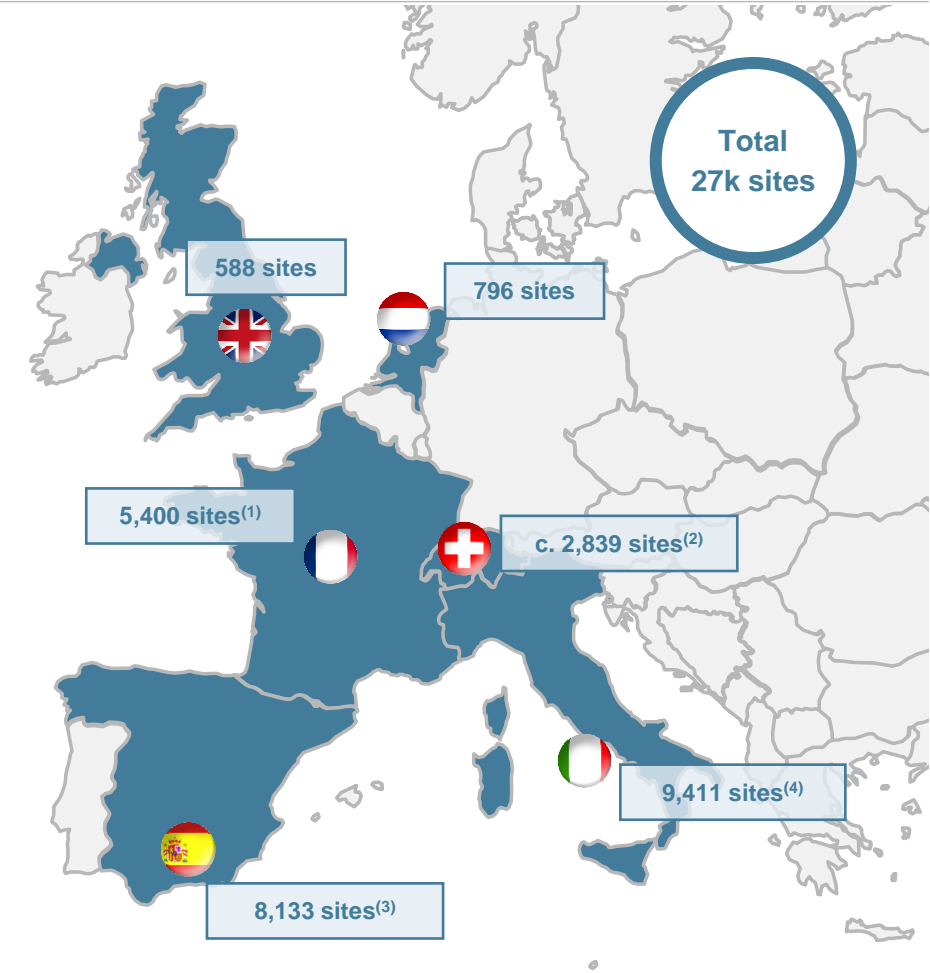 Total
27k sites
588 sites
796 sites
5,400 sites(1)
c. 2,839 sites(2)
9,411 sites(4)
8,133 sites(3)